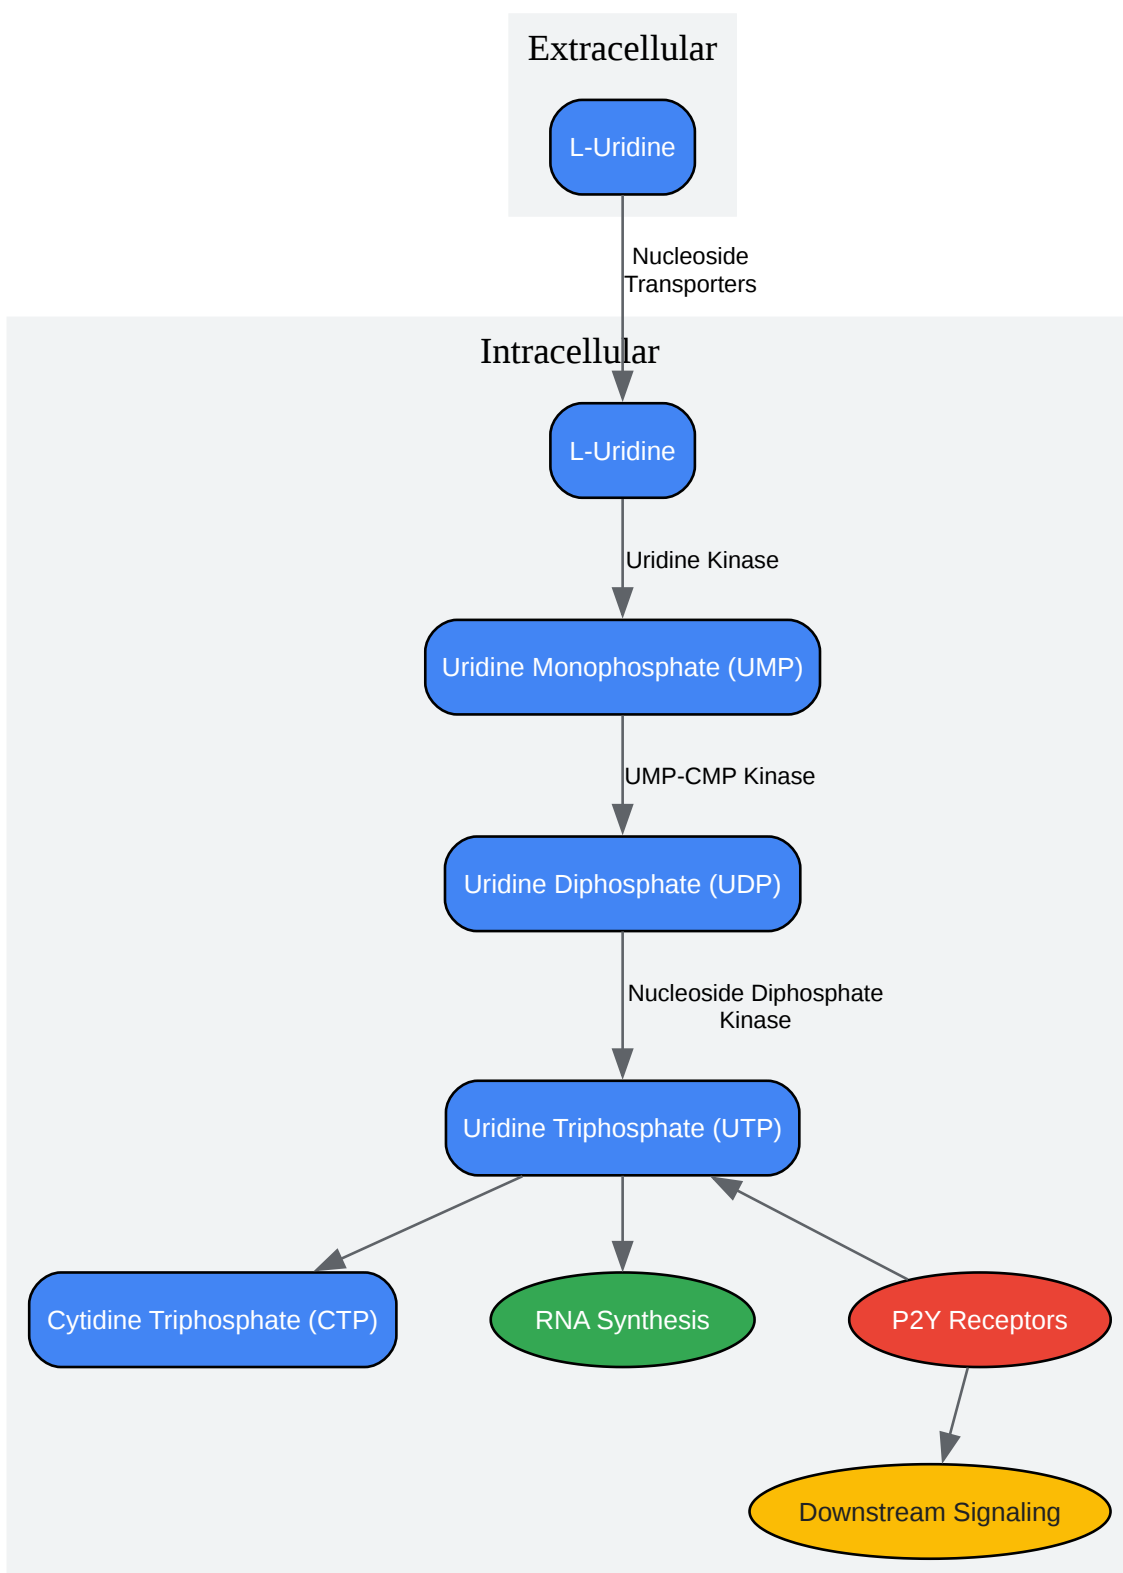 Extracellular
L-Uridine
Nucleoside
Transporters
Intracellular
L-Uridine
Uridine Kinase
Uridine Monophosphate (UMP)
UMP-CMP Kinase
Uridine Diphosphate (UDP)
Nucleoside Diphosphate
Kinase
Uridine Triphosphate (UTP)
Cytidine Triphosphate (CTP)
RNA Synthesis
P2Y Receptors
Downstream Signaling